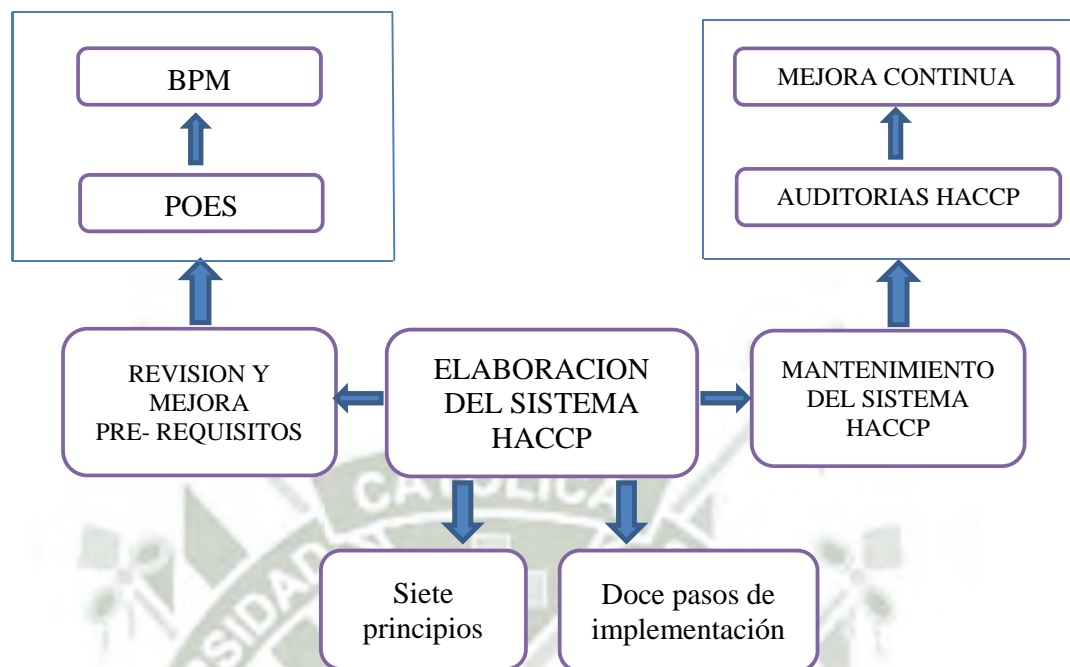 BPM
POES
MEJORA CONTINUA
AUDITORIAS HACCP
REVISION Y
MEJORA
PRE- REQUISITOS
ELABORACION
DEL SISTEMA
HACCP
MANTENIMIENTO
DEL SISTEMA
HACCP
CATOLICA
Siete
principios
Doce pasos de
implementación